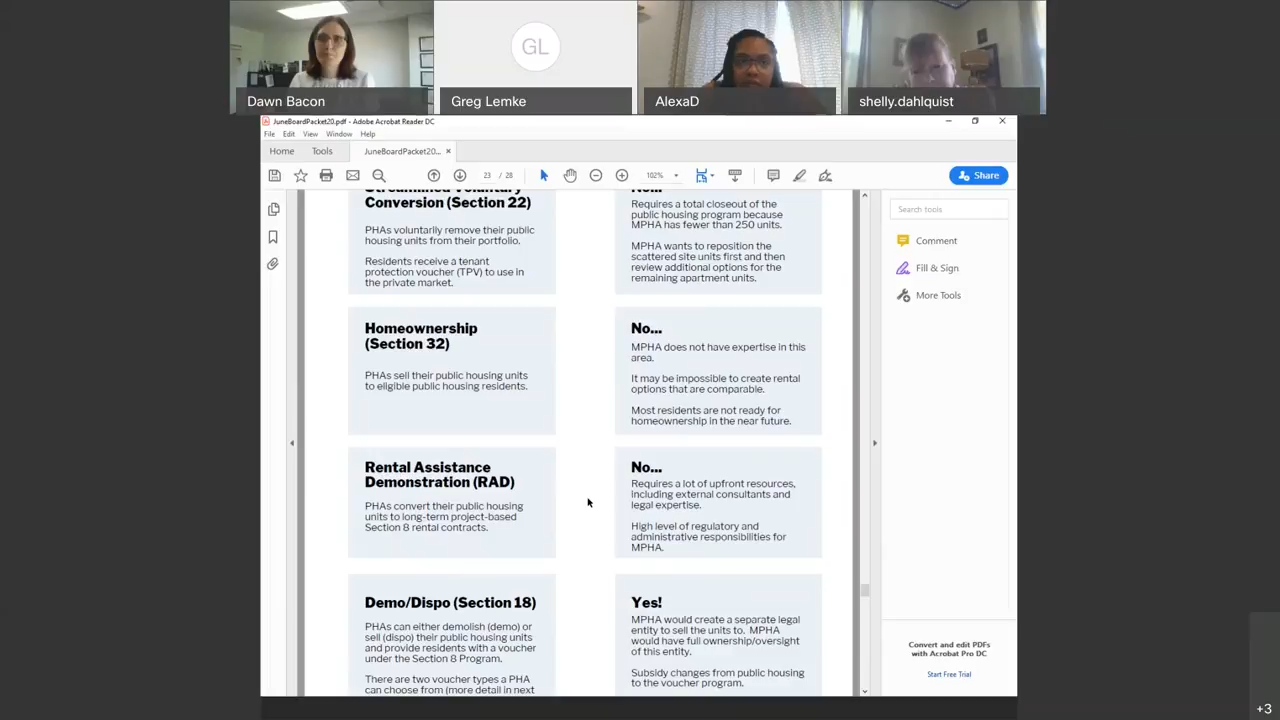 GL
Dawn Bacon
Greg Lemke
AlexaD
shelly.dahlquist
JuneBoardPacket20.pdf - Adobe Acrobat Reader DC
File Edit View Window Help
Home Tools JuneBoardPacket20... ×
23 / 28 102% Share
Streamlined Voluntary
Conversion (Section 22)
PHAs voluntarily remove their public
housing units from their portfolio.
Residents receive a tenant
protection voucher (TPV) to use in
the private market.
No...
Requires a total closeout of the
public housing program because
MPHA has fewer than 250 units.
MPHA wants to reposition the
scattered site units first and then
review additional options for the
remaining apartment units.
Homeownership
(Section 32)
PHAs sell their public housing units
to eligible public housing residents.
No...
MPHA does not have expertise in this
area.
It may be impossible to create rental
options that are comparable.
Most residents are not ready for
homeownership in the near future.
Rental Assistance
Demonstration (RAD)
PHAs convert their public housing
units to long-term project-based
Section 8 rental contracts.
No...
Requires a lot of upfront resources,
including external consultants and
legal expertise.
High level of regulatory and
administrative responsibilities for
MPHA.
Demo/Dispo (Section 18)
PHAs can either demolish (demo) or
sell (dispo) their public housing units
and provide residents with a voucher
under the Section 8 Program.
There are two voucher types a PHA
can choose from (more detail in next
Yes!
MPHA would create a separate legal
entity to sell the units to. MPHA
would have full ownership/oversight
of this entity.
Subsidy changes from public housing
to the voucher program.
Search tools
Comment
Fill & Sign
More Tools
Convert and edit PDFs
with Acrobat Pro DC
Start Free Trial
+3